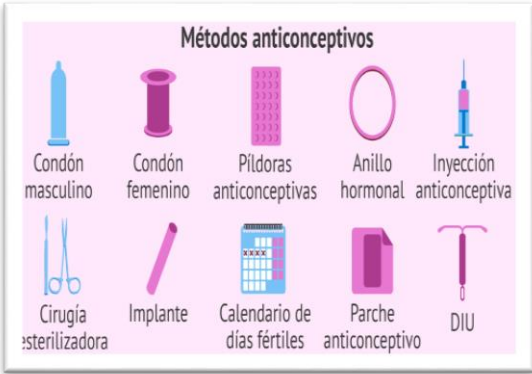 Métodos anticonceptivos
Condón
masculino
Condón
femenino
Píldoras
anticonceptivas
Anillo
hormonal
Inyección
anticonceptiva
Cirugía
esterilizadora
Implante
Calendario de
días fértiles
Parche
anticonceptivo
DIU